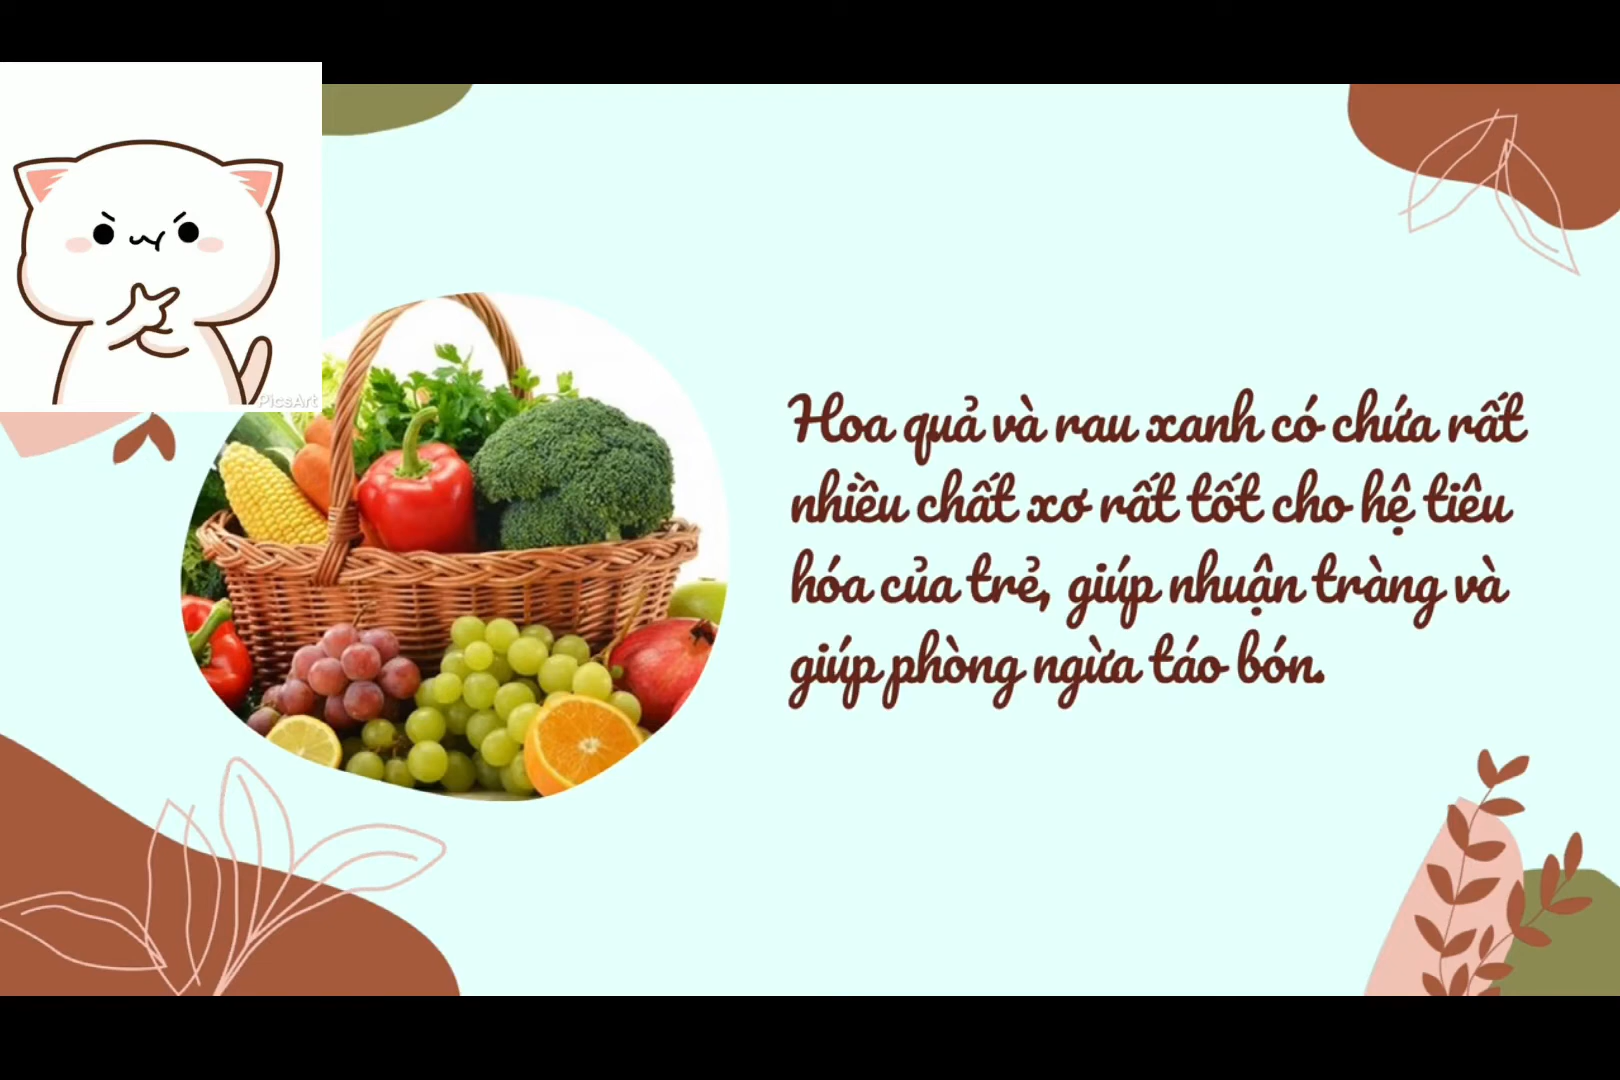 PicsArt
Hoa quả và rau xanh có chứa rất
nhiều chất xơ rất tốt cho hệ tiêu
hóa của trẻ, giúp nhuận tràng và
giúp phòng ngừa táo bón.